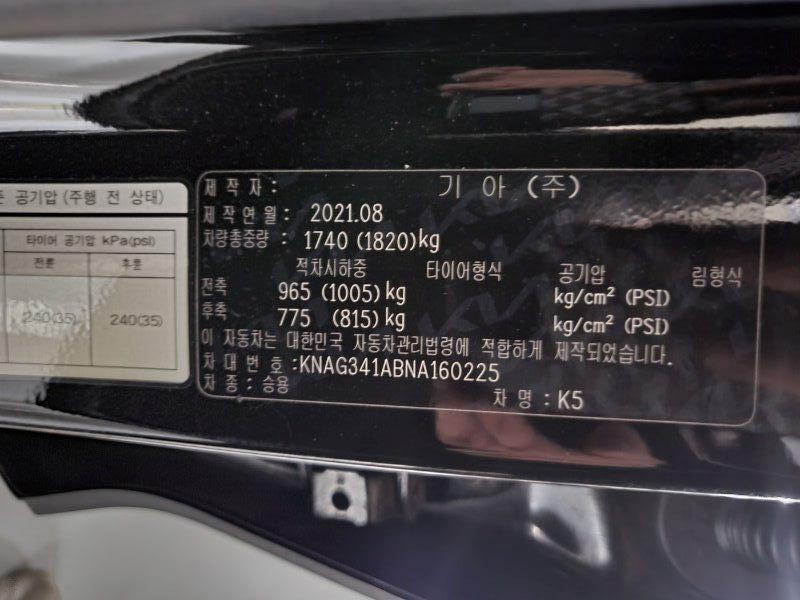 공기압 (주행 전 상태)
타이어 공기압 kPa(psi)
전륜 후륜
240(35) 240(35)
제작자 : 기아 (주)
제작연월 : 2021.08
차량총중량 : 1740 (1820)kg
적차시하중 타이어형식 공기압 림형식
전축 965 (1005) kg kg/cm² (PSI)
후축 775 (815) kg kg/cm² (PSI)
이 자동차는 대한민국 자동차관리법령에 적합하게 제작되었습니다.
차대번호 :KNAG341ABNA160225
차종 : 승용 차명 : K5